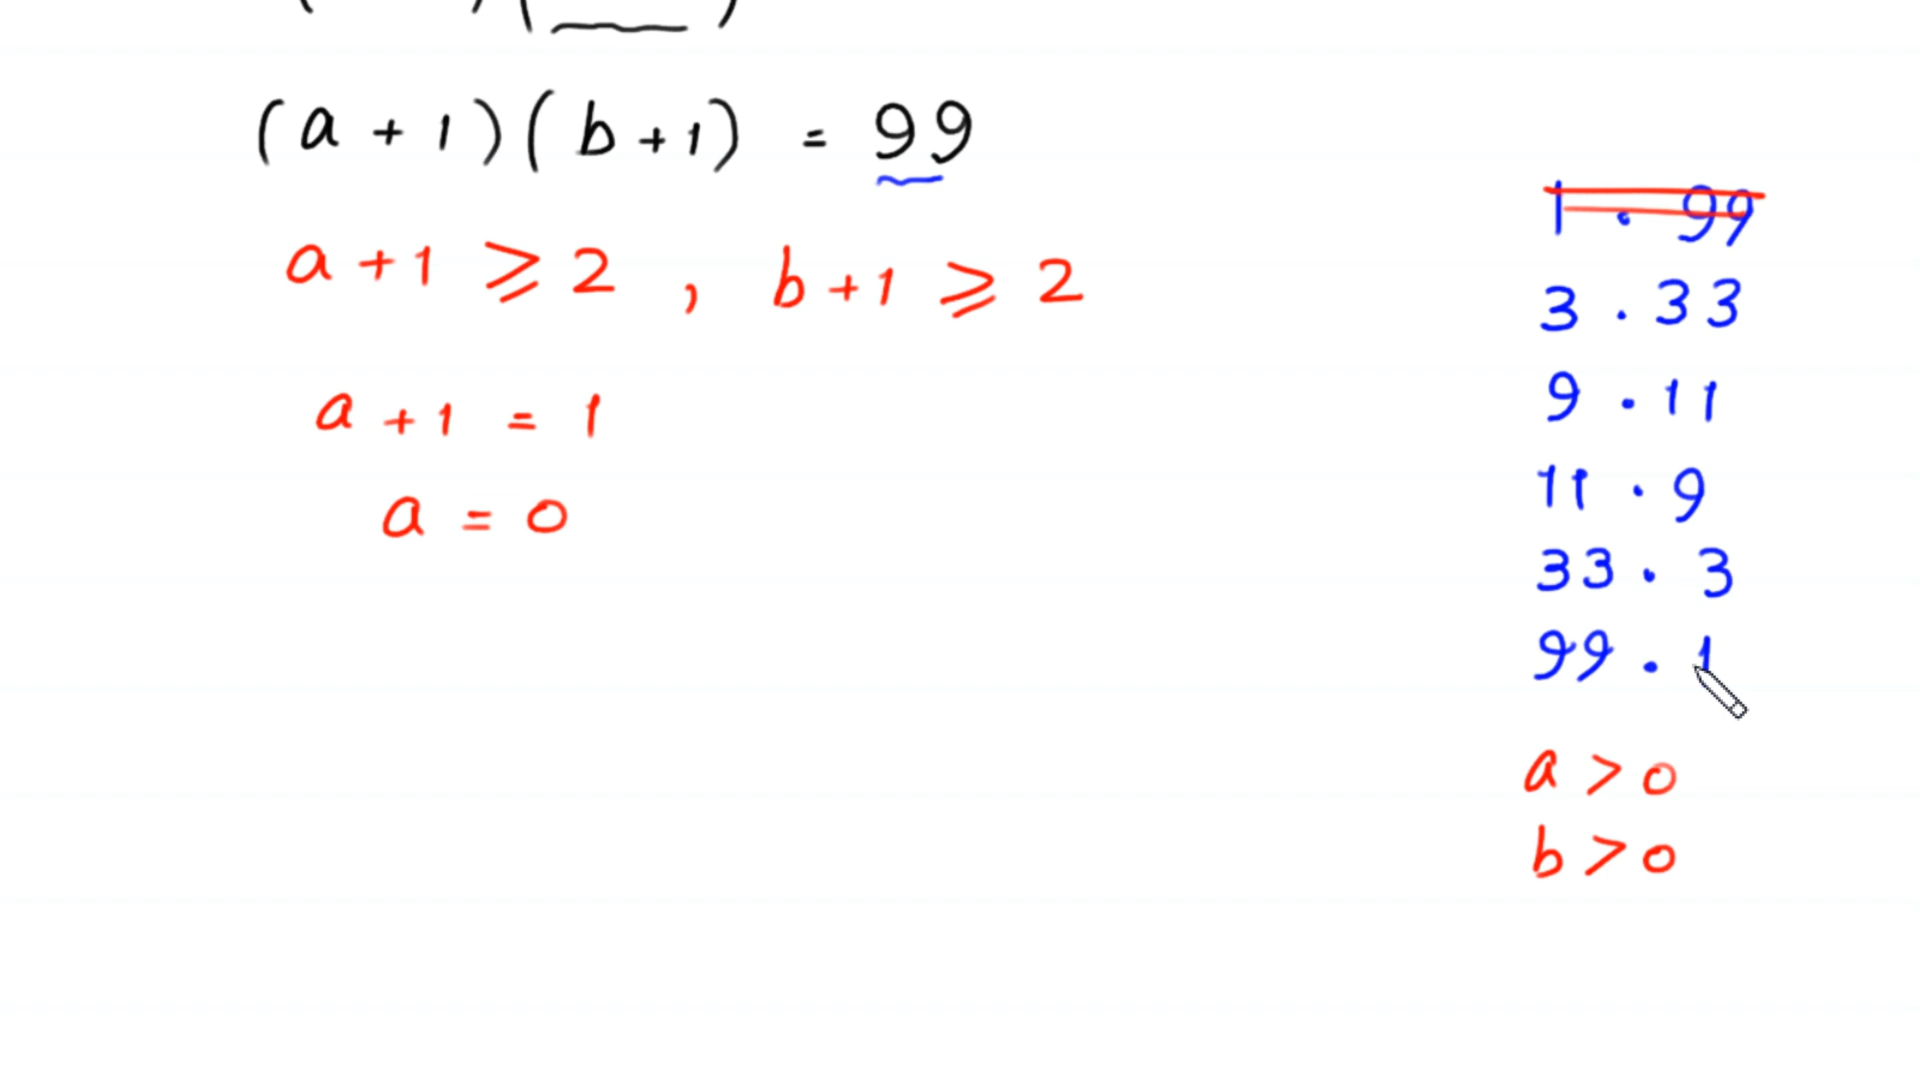 (a + 1)(b + 1) = 99
a + 1 ⩾ 2 , b + 1 ⩾ 2
a + 1 = 1
a = 0
1 . 99
3 . 33
9 . 11
11 . 9
33 . 3
99 . 1
a > 0
b > 0